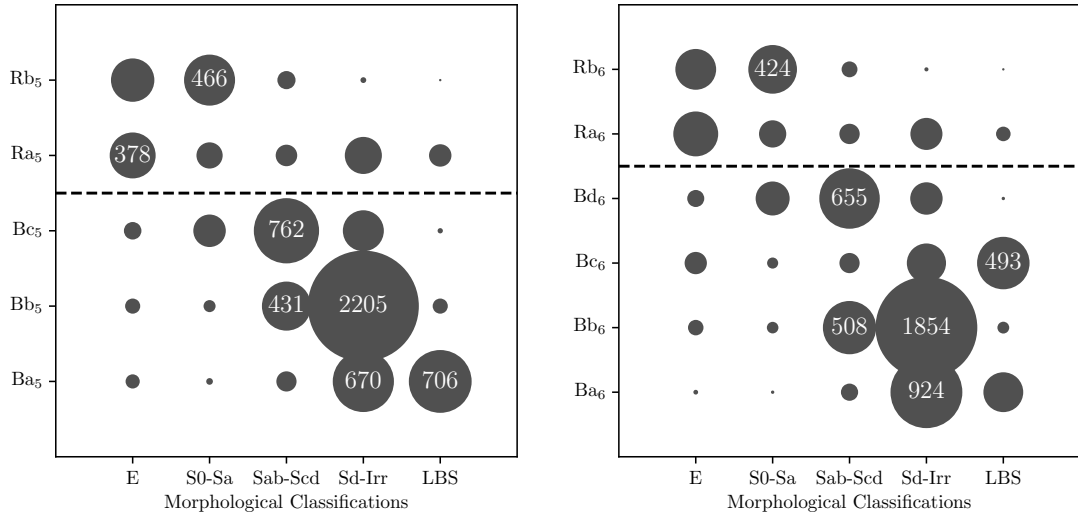 Rb₅ 466
Ra₅ 378
Bc₅ 762
Bb₅ 431 2205
Ba₅ 670 706
E S0-Sa Sab-Scd Sd-Irr LBS
Morphological Classifications
Rb₆ 424
Ra₆
Bd₆ 655
Bc₆ 493
Bb₆ 508 1854
Ba₆ 924
E S0-Sa Sab-Scd Sd-Irr LBS
Morphological Classifications